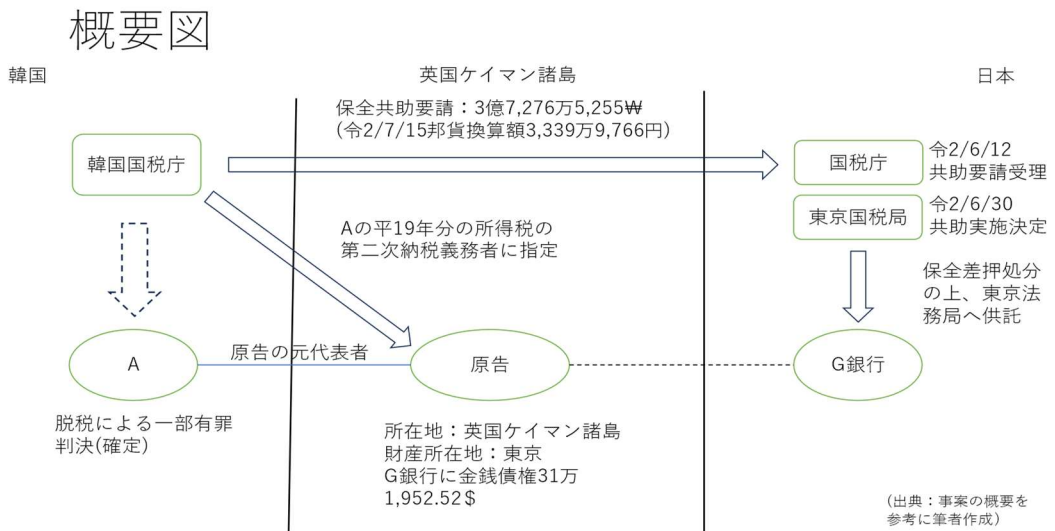 概要図
韓国
英国ケイマン諸島
日本
保全共助要請：3億7,276万5,255₩
(令2/7/15邦貨換算額3,339万9,766円)
韓国国税庁
国税庁
令2/6/12
共助要請受理
東京国税局
令2/6/30
共助実施決定
Aの平19年分の所得税の
第二次納税義務者に指定
保全差押処分
の上、東京法
務局へ供託
A
原告の元代表者
原告
G銀行
脱税による一部有罪
判決(確定)
所在地：英国ケイマン諸島
財産所在地：東京
G銀行に金銭債権31万
1,952.52＄
(出典：事案の概要を
参考に筆者作成)